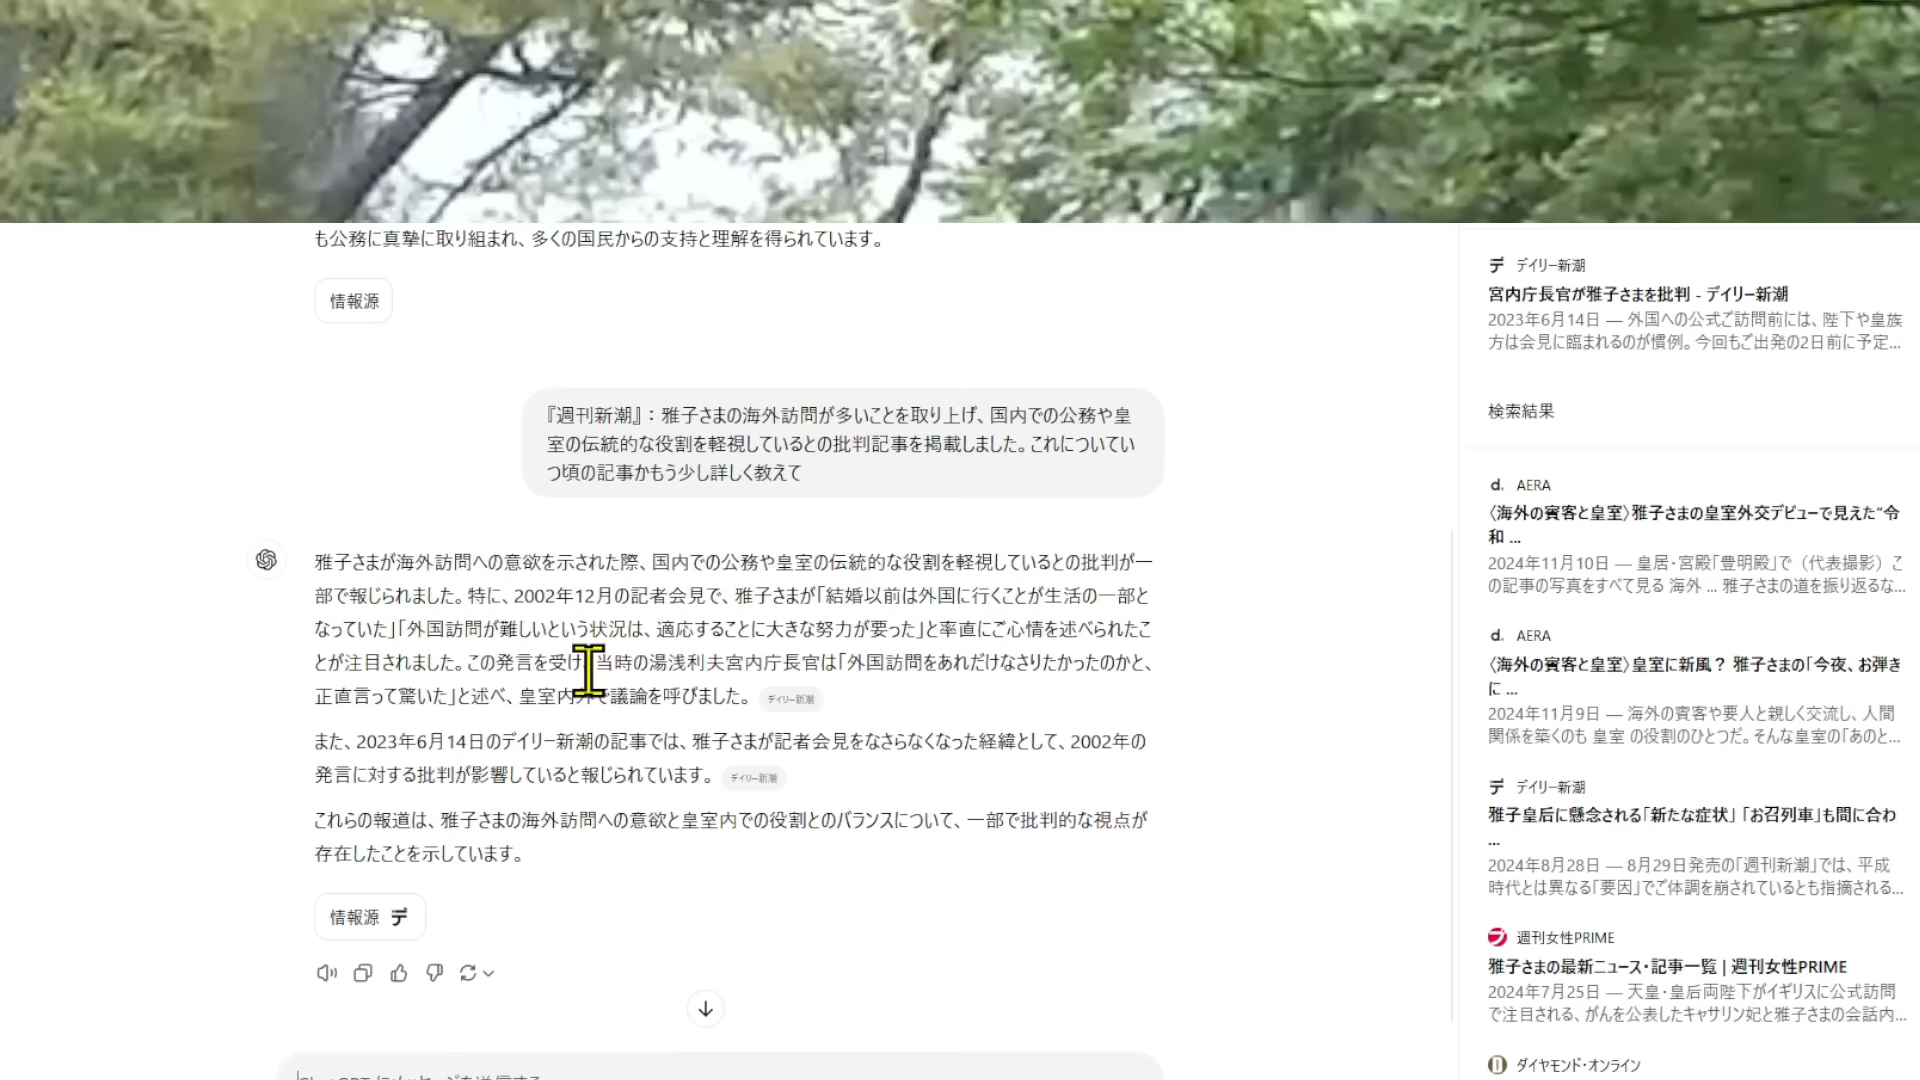 も公務に真摯に取り組まれ、多くの国民からの支持と理解を得られています。
情報源
『週刊新潮』: 雅子さまの海外訪問が多いことを取り上げ、国内での公務や皇
室の伝統的な役割を軽視しているとの批判記事を掲載しました。これについてい
つ頃の記事かもう少し詳しく教えて
雅子さまが海外訪問への意欲を示された際、国内での公務や皇室の伝統的な役割を軽視しているとの批判が一
部で報じられました。特に、2002年12月の記者会見で、雅子さまが「結婚以前は外国に行くことが生活の一部と
なっていた」「外国訪問が難しいという状況は、適応することに大きな努力が要った」と率直にご心情を述べられたこ
とが注目されました。この発言を受け、当時の湯浅利夫宮内庁長官は「外国訪問をあれだけなさりたかったのかと、
正直言って驚いた」と述べ、皇室内外で議論を呼びました。 デイリー新潮
また、2023年6月14日のデイリー新潮の記事では、雅子さまが記者会見をなさらなくなった経緯として、2002年の
発言に対する批判が影響していると報じられています。 デイリー新潮
これらの報道は、雅子さまの海外訪問への意欲と皇室内での役割とのバランスについて、一部で批判的な視点が
存在したことを示しています。
情報源 デ
デ デイリー新潮
宮内庁長官が雅子さまを批判 - デイリー新潮
2023年6月14日 — 外国への公式ご訪問前には、陛下や皇族
方は会見に臨まれるのが慣例。今回もご出発の2日前に予定...
検索結果
d. AERA
〈海外の賓客と皇室〉雅子さまの皇室外交デビューで見えた“令
和 ...
2024年11月10日 — 皇居・宮殿「豊明殿」で（代表撮影）こ
の記事の写真をすべて見る 海外 ... 雅子さまの道を振り返るな...
d. AERA
〈海外の賓客と皇室〉皇室に新風？ 雅子さまの「今夜、お弾き
に ...
2024年11月9日 — 海外の賓客や要人と親しく交流し、人間
関係を築くのも 皇室 の役割のひとつだ。そんな皇室の「あのと...
デ デイリー新潮
雅子皇后に懸念される「新たな症状」 「お召列車」も間に合わ
...
2024年8月28日 — 8月29日発売の「週刊新潮」では、平成
時代とは異なる「要因」でご体調を崩されているとも指摘される...
週刊女性PRIME
雅子さまの最新ニュース・記事一覧 | 週刊女性PRIME
2024年7月25日 — 天皇・皇后両陛下がイギリスに公式訪問
で注目される、がんを公表したキャサリン妃と雅子さまの会話内...
ダイヤモンド・オンライン